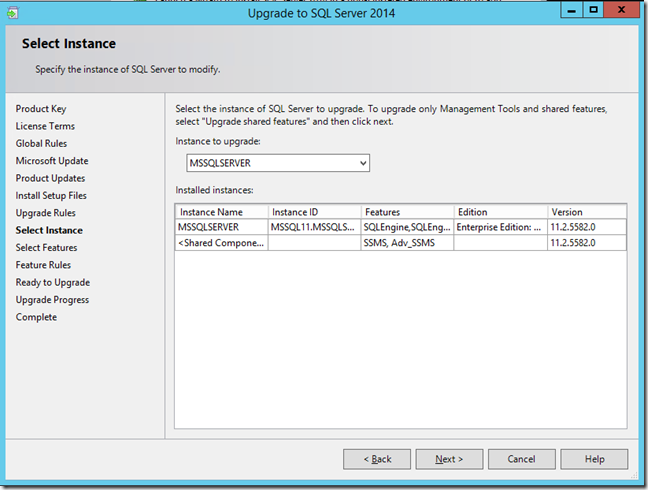 Upgrade to SQL Server 2014
Select Instance
Specify the instance of SQL Server to modify.
Product Key
License Terms
Global Rules
Microsoft Update
Product Updates
Install Setup Files
Upgrade Rules
Select Instance
Select Features
Feature Rules
Ready to Upgrade
Upgrade Progress
Complete
Select the instance of SQL Server to upgrade. To upgrade only Management Tools and shared features,
select "Upgrade shared features" and then click next.
Instance to upgrade:
MSSQLSERVER
Installed instances:
Instance Name Instance ID Features Edition Version
MSSQLSERVER MSSQL11.MSSQLS... SQLEngine,SQLEng... Enterprise Edition: ... 11.2.5582.0
<Shared Compone... SSMS, Adv_SSMS 11.2.5582.0
< Back Next > Cancel Help